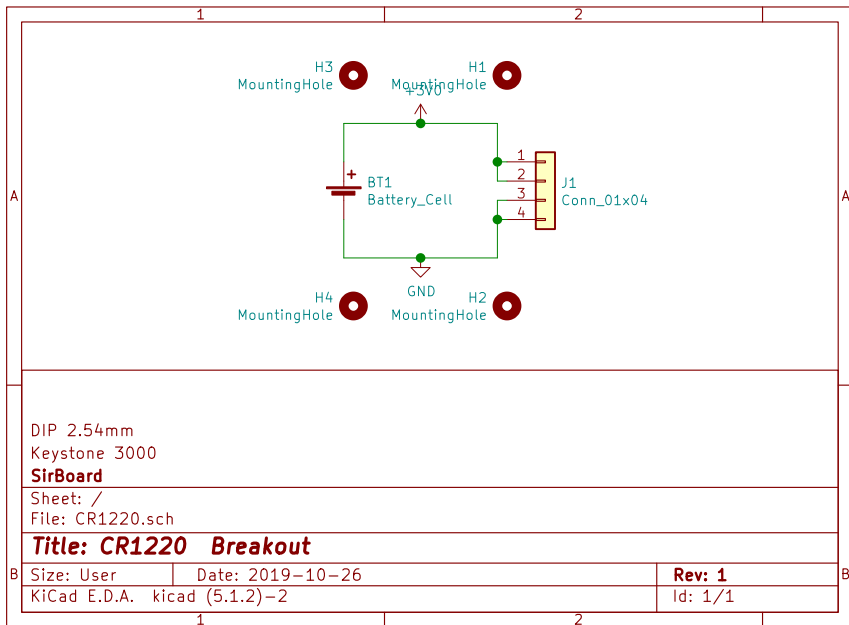 1 2
H3 H1
MountingHole MountingHole
+3V0
1
+ 2
BT1 J1
A 3 A
Battery_Cell Conn_01x04
4
GND
H4 H2
MountingHole MountingHole
DIP 2.54mm
Keystone 3000
SirBoard
Sheet: /
File: CR1220.sch
Title: CR1220 Breakout
B Size: User Date: 2019-10-26 Rev: 1 B
KiCad E.D.A. kicad (5.1.2)-2 Id: 1/1
1 2